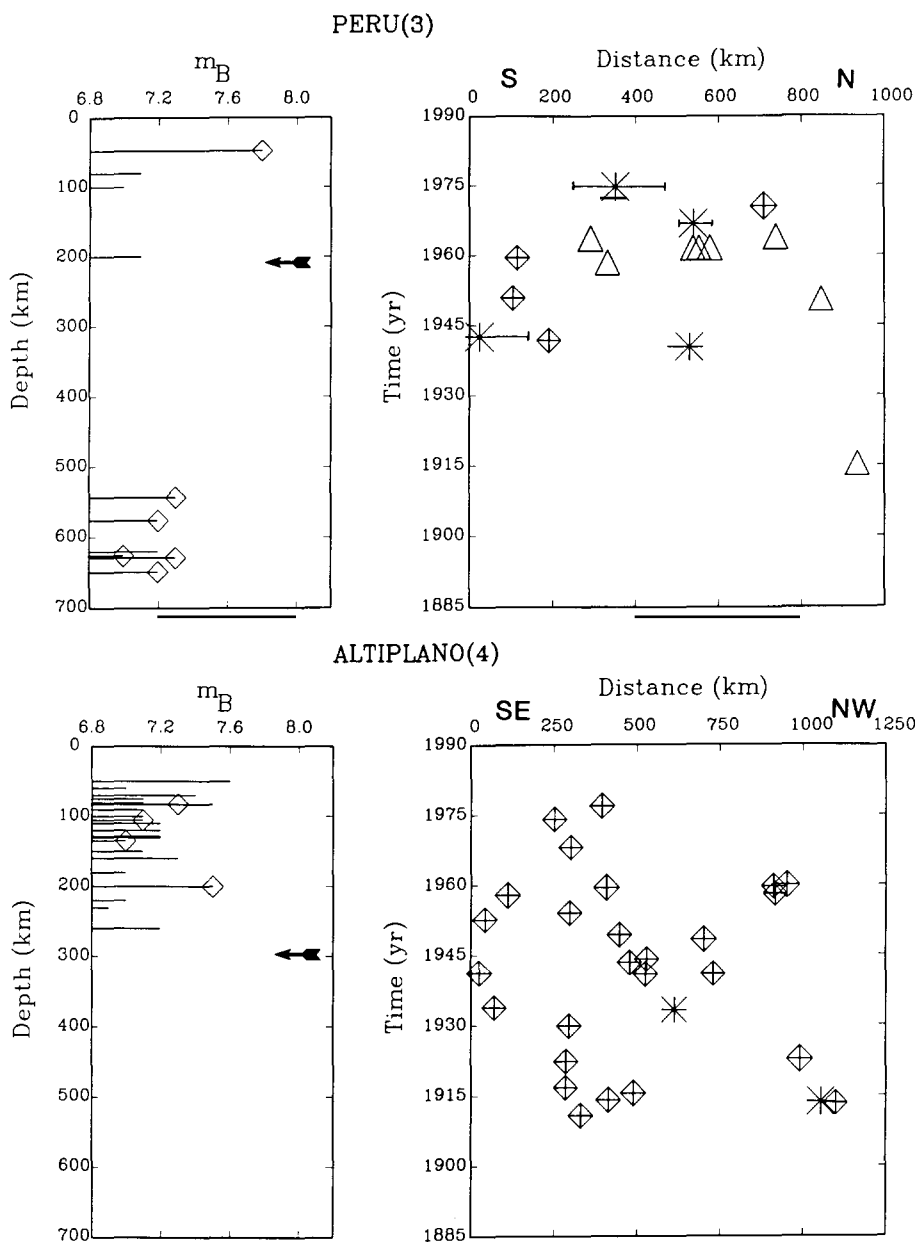 PERU(3)
m_B
6.8 7.2 7.6 8.0
0
100
200
300
400
500
600
700
Depth (km)
Distance (km)
S N
0 200 400 600 800 1000
1990
1975
1960
1945
1930
1915
1900
1885
Time (yr)
ALTIPLANO(4)
m_B
6.8 7.2 7.6 8.0
0
100
200
300
400
500
600
700
Depth (km)
Distance (km)
SE NW
0 250 500 750 1000 1250
1990
1975
1960
1945
1930
1915
1900
1885
Time (yr)